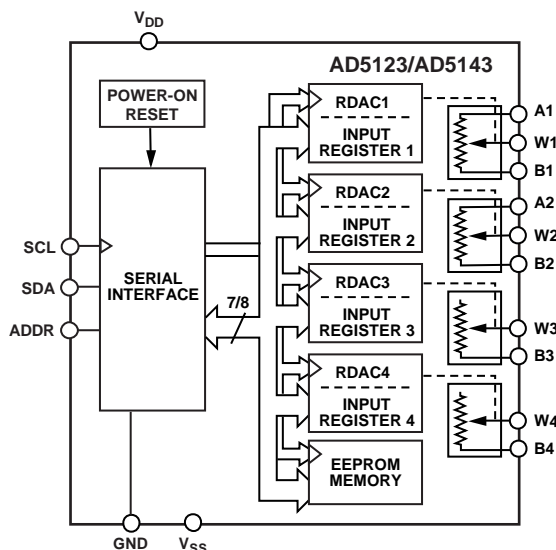 VDD
AD5123/AD5143
POWER-ON
RESET
RDAC1
INPUT
REGISTER 1
A1
W1
B1
RDAC2
INPUT
REGISTER 2
A2
W2
B2
SCL
SDA
ADDR
SERIAL
INTERFACE
7/8
RDAC3
INPUT
REGISTER 3
W3
B3
RDAC4
INPUT
REGISTER 4
W4
B4
EEPROM
MEMORY
GND
VSS